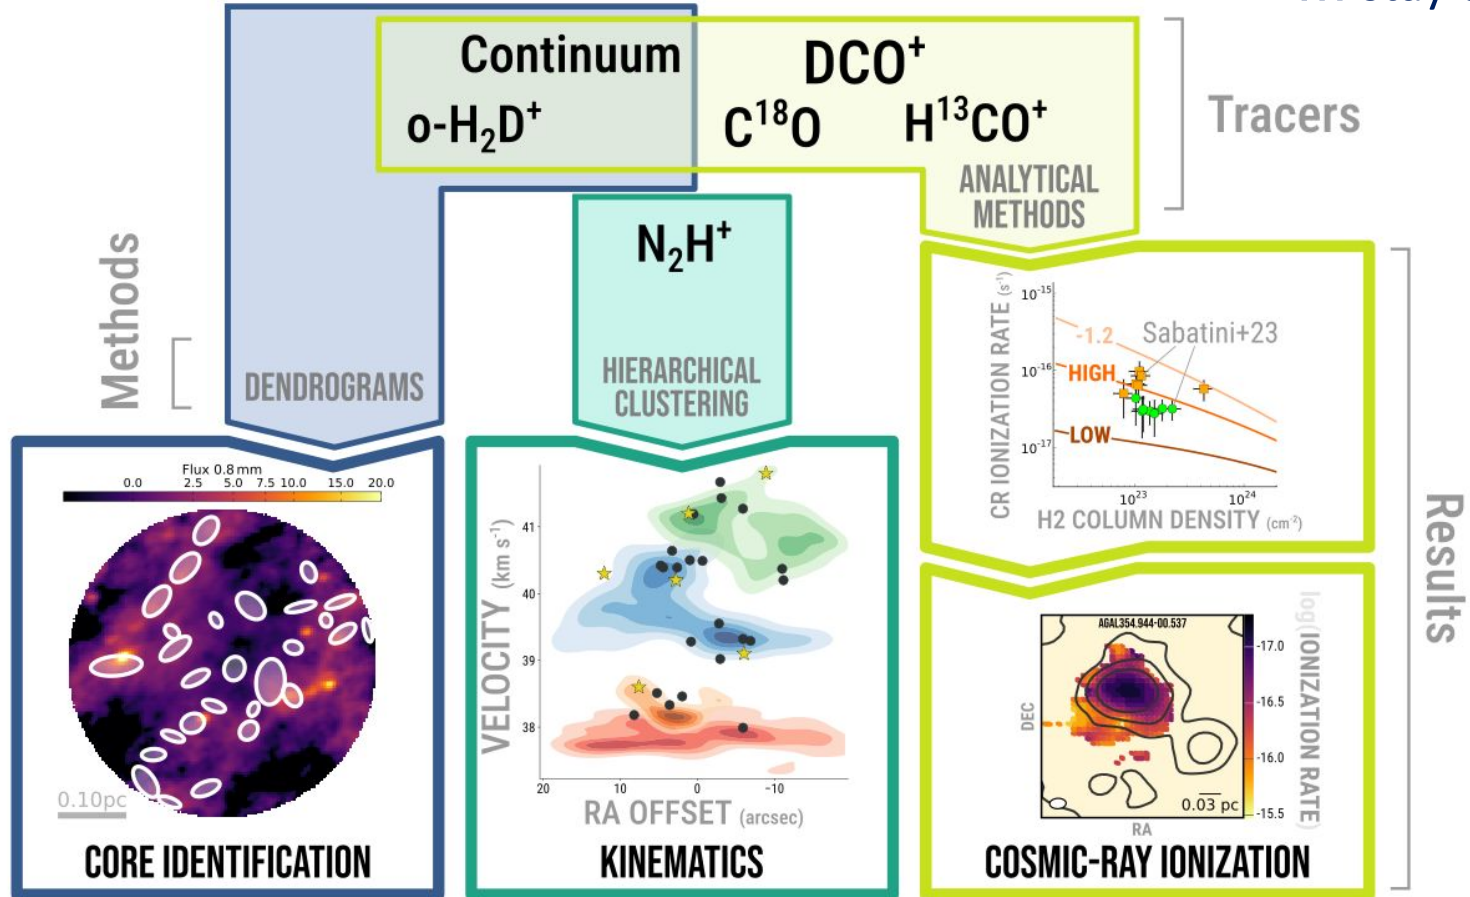 Continuum
DCO⁺
Tracers
o-H₂D⁺
C¹⁸O
H¹³CO⁺
ANALYTICAL
METHODS
N₂H⁺
Methods
DENDROGRAMS
HIERARCHICAL
CLUSTERING
Results
Flux 0.8 mm
0.0 2.5 5.0 7.5 10.0 15.0 20.0
0.10pc
CORE IDENTIFICATION
VELOCITY (km s⁻¹)
41
40
39
38
20 10 0 -10
RA OFFSET (arcsec)
KINEMATICS
CR IONIZATION RATE (s⁻¹)
10⁻¹⁵
10⁻¹⁶
10⁻¹⁷
-1.2
Sabatini+23
HIGH
LOW
10²³ 10²⁴
H2 COLUMN DENSITY (cm⁻²)
AGAL354.944-00.537
DEC
RA
0.03 pc
-17.0
-16.5
-16.0
-15.5
log(IONIZATION RATE)
COSMIC-RAY IONIZATION